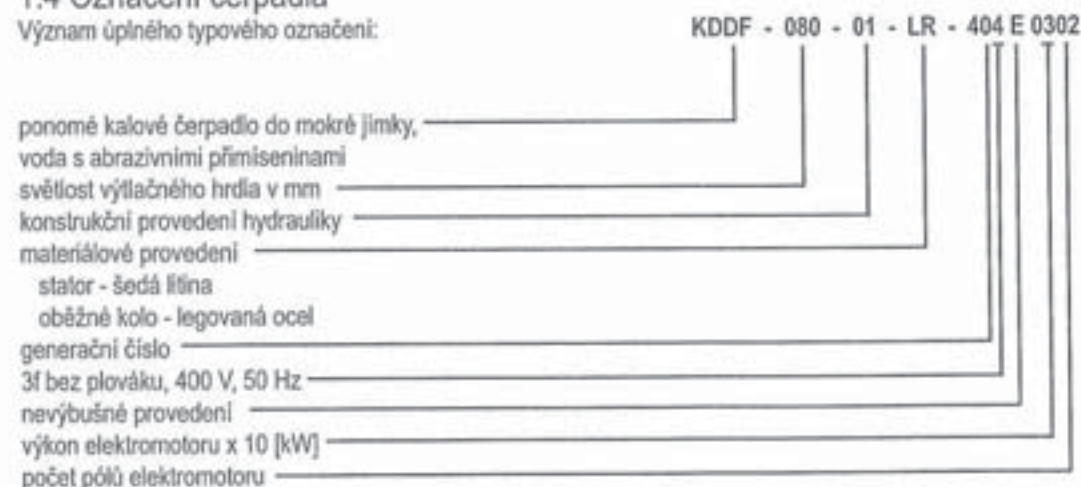 1.4 Označení čerpadla
Význam úplného typového označení:
KDDF - 080 - 01 - LR - 404 E 0302
ponorné kalové čerpadlo do mokré jímky,
voda s abrazivními příměseninami
světlost výtlačného hrdla v mm
konstrukční provedení hydrauliky
materiálové provedení
stator - šedá litina
oběžné kolo - legovaná ocel
generační číslo
3f bez plováku, 400 V, 50 Hz
nevýbušné provedení
výkon elektromotoru x 10 [kW]
počet pólů elektromotoru